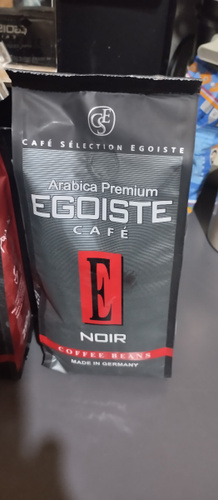 CAFÉ SÉLECTION EGOISTE
Arabica Premium
EGOISTE
CAFÉ
E
NOIR
COFFEE BEANS
MADE IN GERMANY